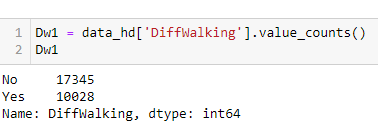 1 Dw1 = data_hd['DiffWalking'].value_counts()
2 Dw1
No 17345
Yes 10028
Name: DiffWalking, dtype: int64